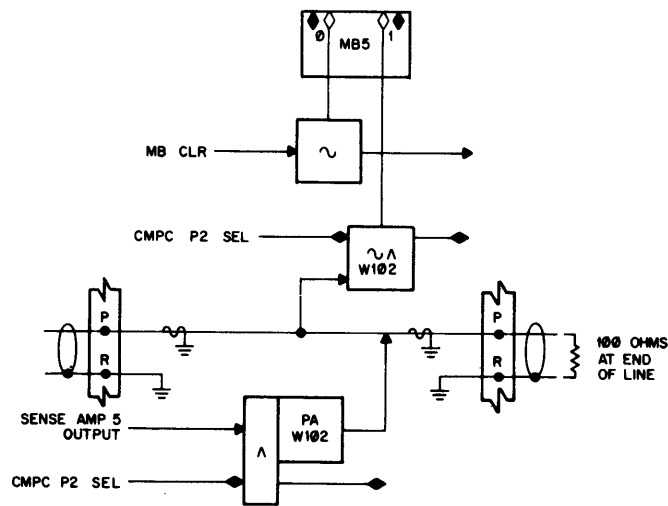 0 1
MB5
MB CLR
∿
CMPC P2 SEL
∿ Λ
W102
P P
R R
100 OHMS
AT END
OF LINE
SENSE AMP 5
OUTPUT
PA
W102
Λ
CMPC P2 SEL